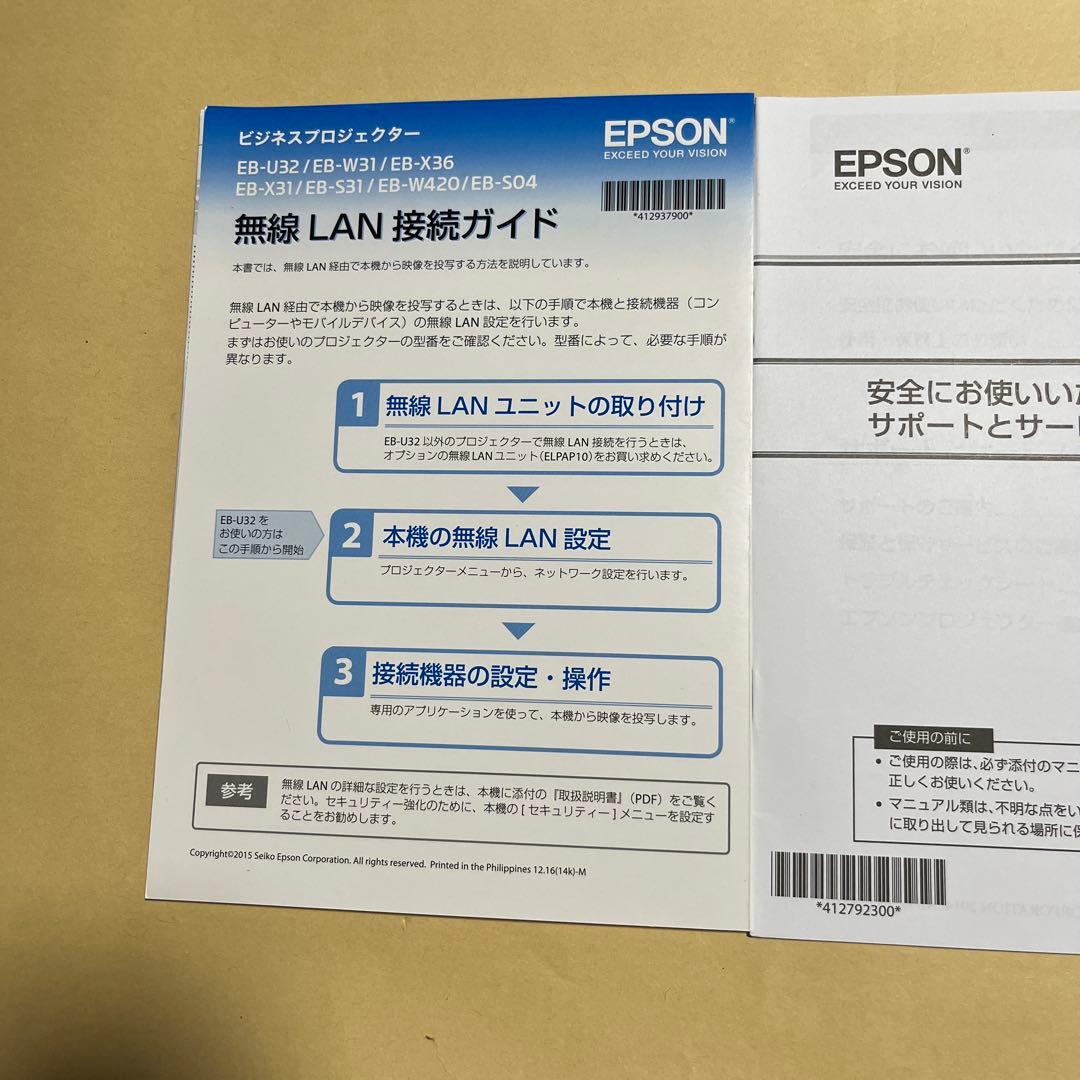 ビジネスプロジェクター
EPSON®
EXCEED YOUR VISION
EB-U32/EB-W31/EB-X36
EB-X31/EB-S31/EB-W420/EB-S04
*412937900*
無線 LAN 接続ガイド
本書では、無線 LAN 経由で本機から映像を投写する方法を説明しています。
無線 LAN 経由で本機から映像を投写するときは、以下の手順で本機と接続機器（コン
ピューターやモバイルデバイス）の無線 LAN 設定を行います。
まずはお使いのプロジェクターの型番をご確認ください。型番によって、必要な手順が
異なります。
1 無線 LAN ユニットの取り付け
EB-U32 以外のプロジェクターで無線 LAN 接続を行うときは、
オプションの無線 LAN ユニット（ELPAP10）をお買い求めください。
EB-U32 を
お使いの方は
この手順から開始
2 本機の無線 LAN 設定
プロジェクターメニューから、ネットワーク設定を行います。
3 接続機器の設定・操作
専用のアプリケーションを使って、本機から映像を投写します。
参考
無線 LAN の詳細な設定を行うときは、本機に添付の『取扱説明書』（PDF）をご覧く
ださい。セキュリティー強化のために、本機の [ セキュリティー ] メニューを設定す
ることをお勧めします。
Copyright©2015 Seiko Epson Corporation. All rights reserved. Printed in the Philippines 12.16(14k)-M
EPSON®
EXCEED YOUR VISION
安全にお使いいた
サポートとサー
ご使用の前に
• ご使用の際は、必ず添付のマニ
正しくお使いください。
• マニュアル類は、不明な点をい
に取り出して見られる場所に保
*412792300*